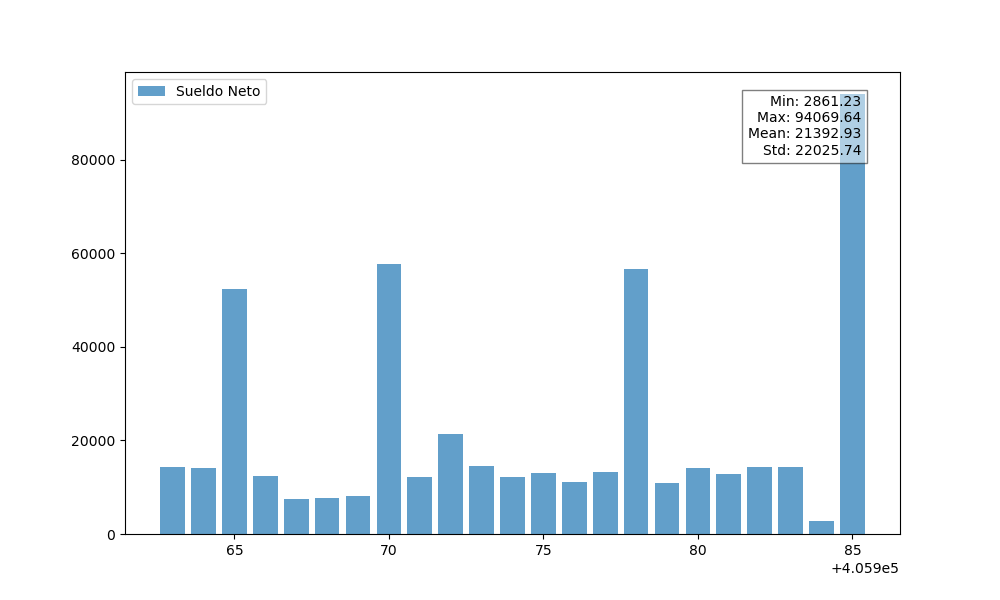 Sueldo Neto
Min: 2861.23
Max: 94069.64
Mean: 21392.93
Std: 22025.74
80000
60000
40000
20000
0
65 70 75 80 85
+4.059e5